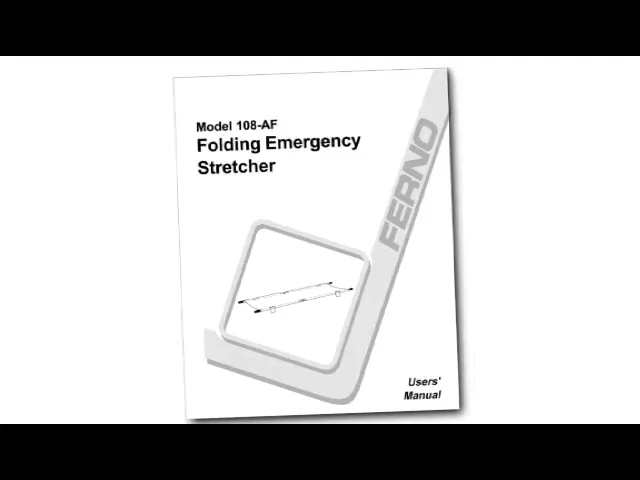 Model 108-AF
Folding Emergency
Stretcher
FERNO
Users'
Manual